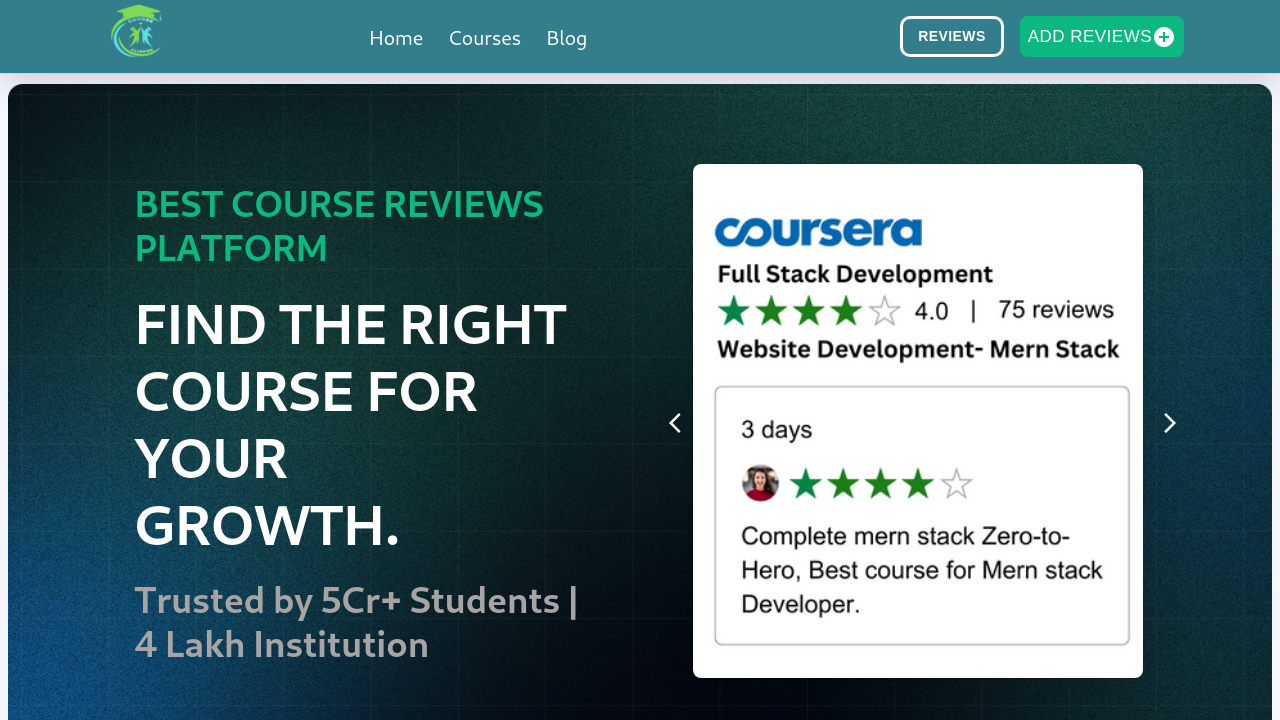 Home Courses Blog REVIEWS ADD REVIEWS
BEST COURSE REVIEWS
PLATFORM
FIND THE RIGHT
COURSE FOR
YOUR
GROWTH.
Trusted by 5Cr+ Students |
4 Lakh Institution
coursera
Full Stack Development
4.0 | 75 reviews
Website Development- Mern Stack
3 days
Complete mern stack Zero-to-
Hero, Best course for Mern stack
Developer.